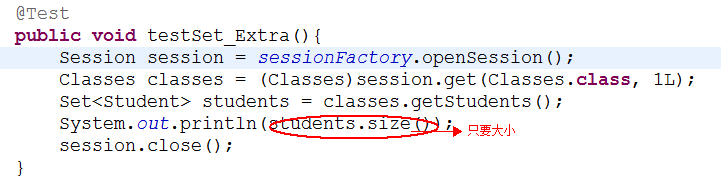 @Test
public void testSet_Extra(){
Session session = sessionFactory.openSession();
Classes classes = (Classes)session.get(Classes.class, 1L);
Set<Student> students = classes.getStudents();
System.out.println(students.size()); 只要大小
session.close();
}